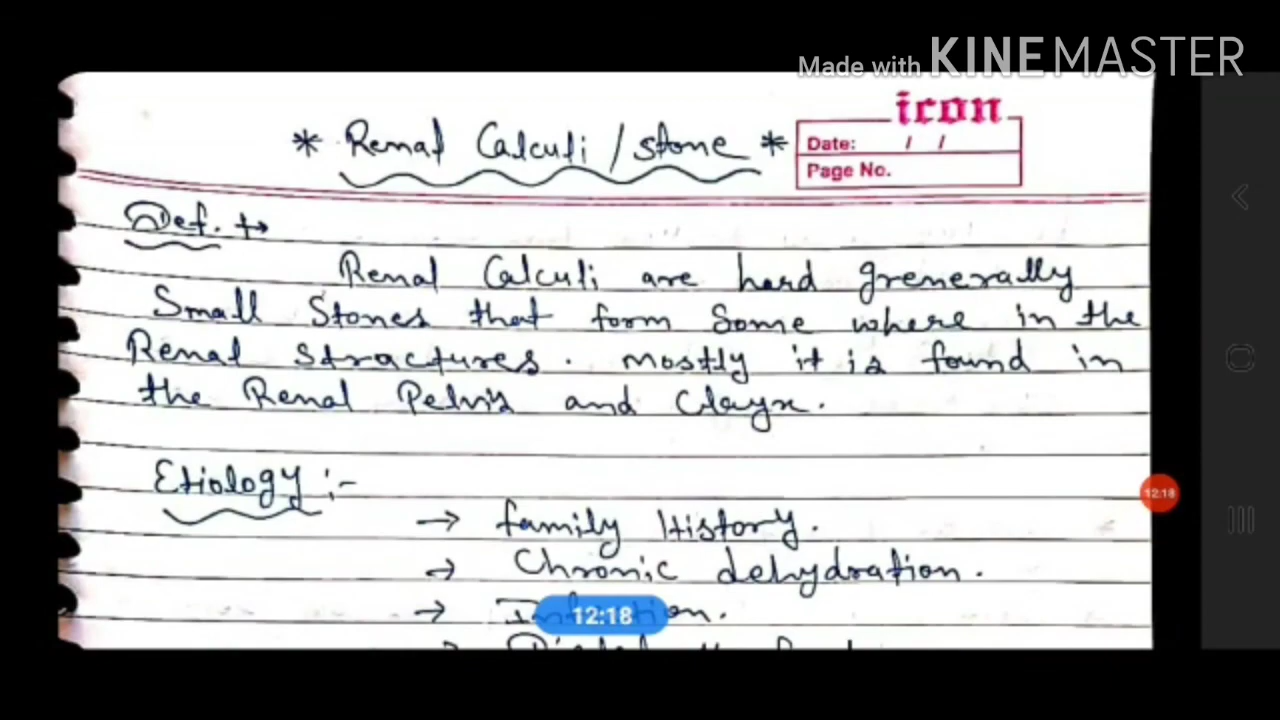 Made with KINEMASTER
icon
* Renal Calculi / stone *
Date: / /
Page No.
Def. →
Renal Calculi are hard grenerally
Small Stones that form Some where in the
Renal Structures. mostly it is found in
the Renal Pelvis and Clayx.
Etiology :-
→ family History.
→ Chronic dehydration.
12:18
→
12:18